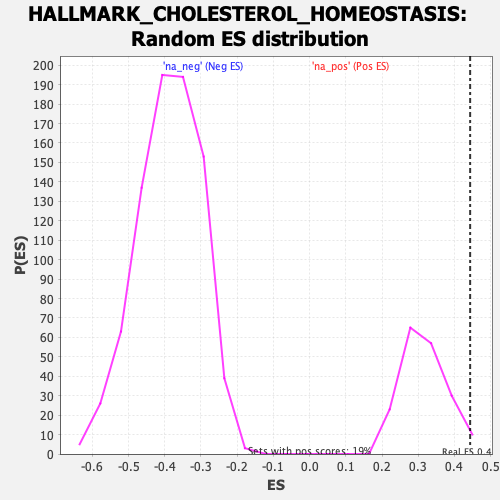 HALLMARK_CHOLESTEROL_HOMEOSTASIS:
Random ES distribution
'na_neg' (Neg ES) 'na_pos' (Pos ES)
200
190
180
170
160
150
140
130
120
110
100
90
80
70
60
50
40
30
20
10
0
P(ES)
Sets with pos scores: 19%
Real ES 0.4
-0.6 -0.5 -0.4 -0.3 -0.2 -0.1 0.0 0.1 0.2 0.3 0.4 0.5
ES